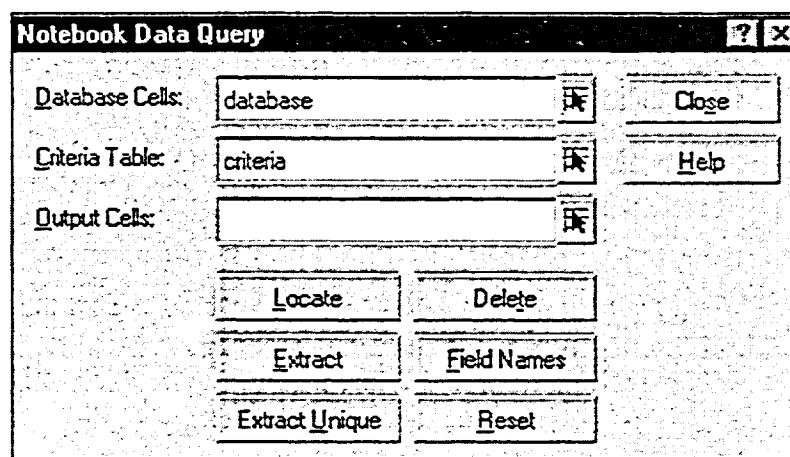 Notebook Data Query
Database Cells: database Close
Criteria Table: criteria Help
Output Cells:
Locate Delete
Extract Field Names
Extract Unique Reset